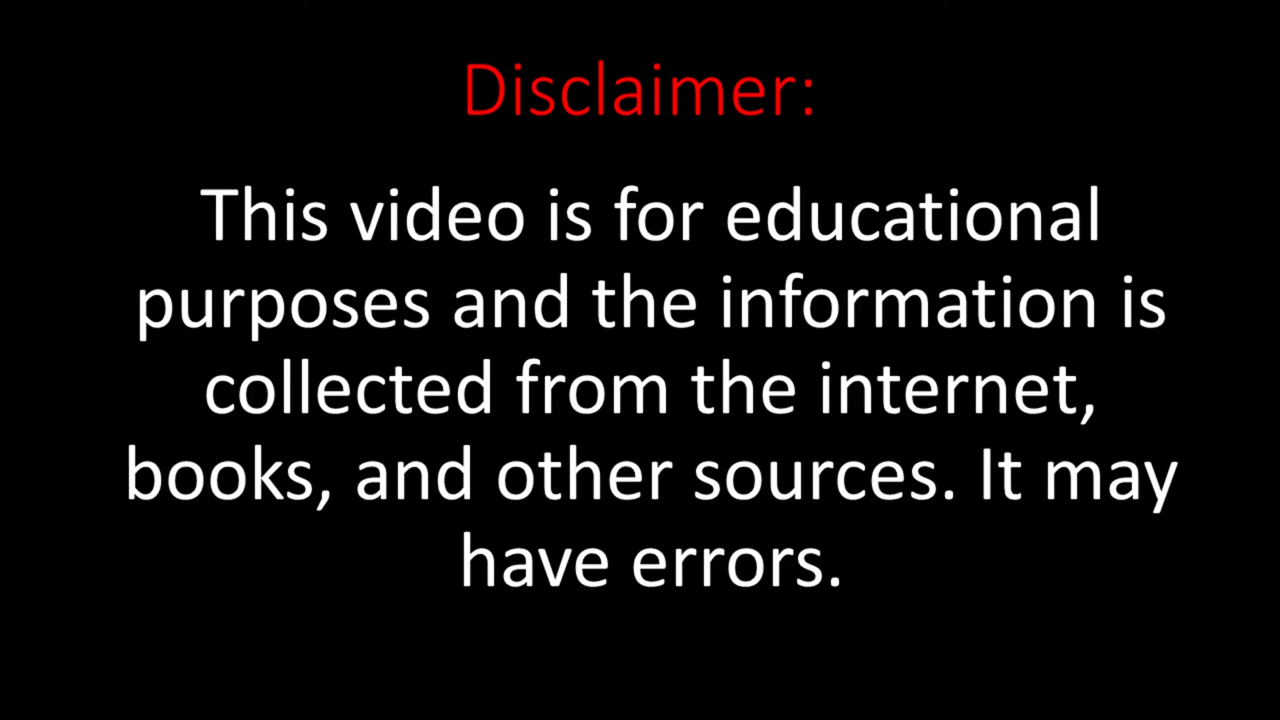 Disclaimer:
This video is for educational
purposes and the information is
collected from the internet,
books, and other sources. It may
have errors.